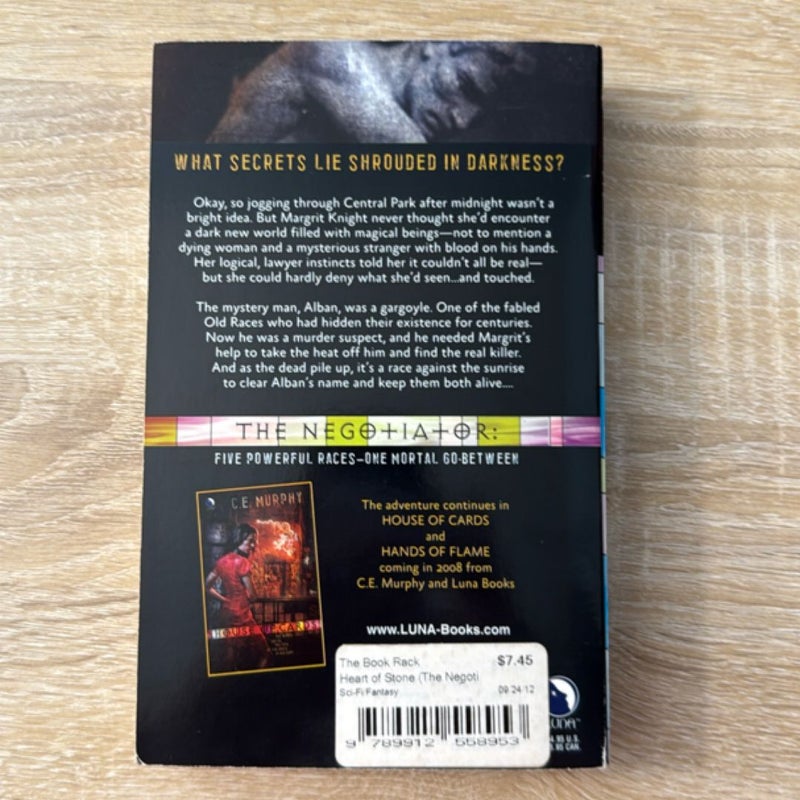 WHAT SECRETS LIE SHROUDED IN DARKNESS?
Okay, so jogging through Central Park after midnight wasn't a
bright idea. But Margrit Knight never thought she'd encounter
a dark new world filled with magical beings—not to mention a
dying woman and a mysterious stranger with blood on his hands.
Her logical, lawyer instincts told her it couldn't all be real—
but she could hardly deny what she'd seen...and touched.
The mystery man, Alban, was a gargoyle. One of the fabled
Old Races who had hidden their existence for centuries.
Now he was a murder suspect, and he needed Margrit's
help to take the heat off him and find the real killer.
And as the dead pile up, it's a race against the sunrise
to clear Alban's name and keep them both alive....
THE NEGOTIATOR:
FIVE POWERFUL RACES–ONE MORTAL GO-BETWEEN
C.E. MURPHY
HOUSE OF CARDS
The adventure continues in
HOUSE OF CARDS
and
HANDS OF FLAME
coming in 2008 from
C.E. Murphy and Luna Books
www.LUNA-Books.com
The Book Rack $7.45
Heart of Stone (The Negoti
Sci-Fi Fantasy 09/24/12
9 789912 558953
LUNA™
.95 U.S.
.95 CAN.